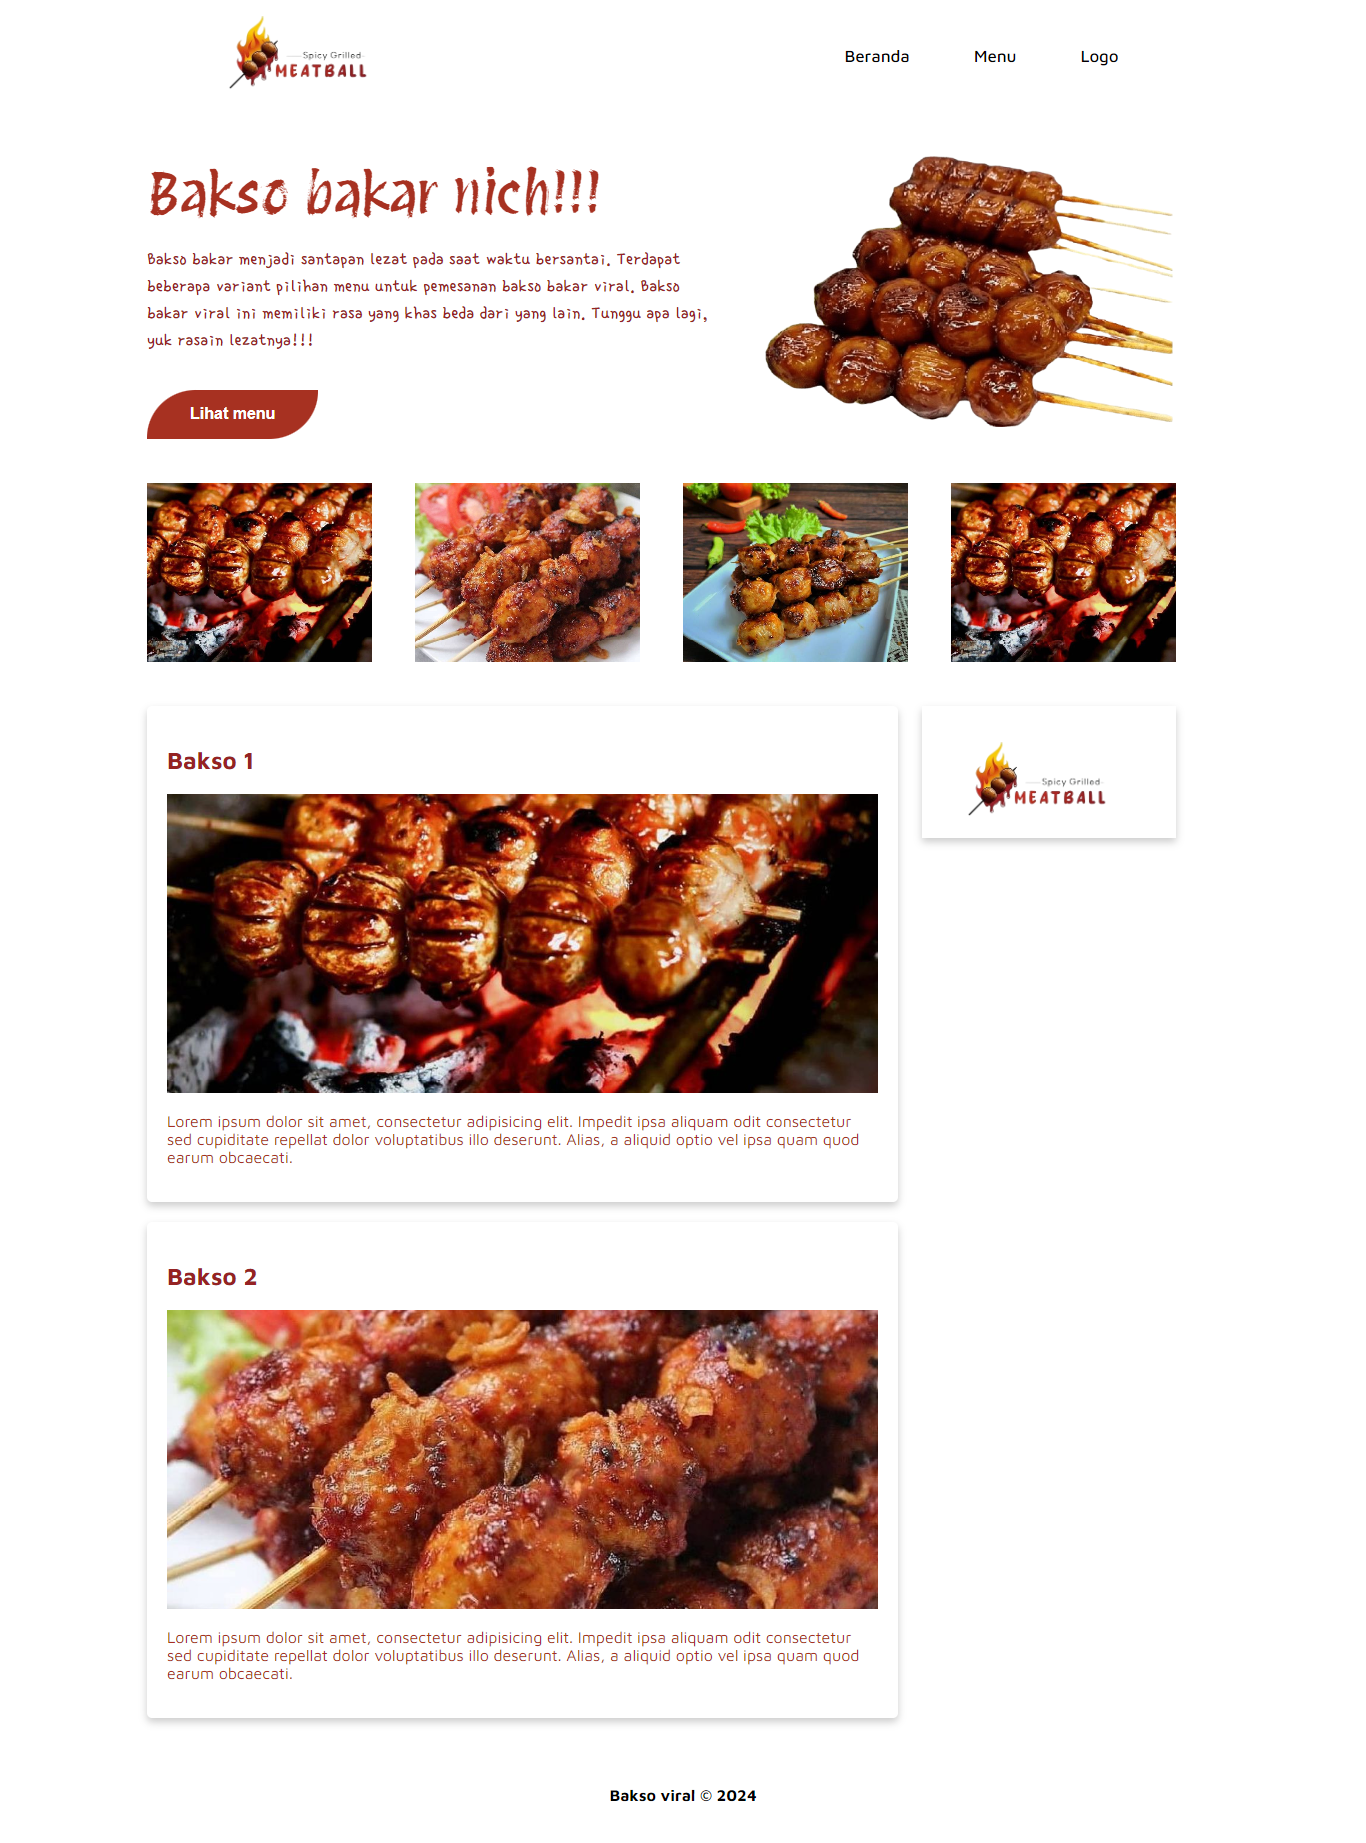 Spicy Grilled
MEATBALL
Beranda Menu Logo
Bakso bakar nich!!!
Bakso bakar menjadi santapan lezat pada saat waktu bersantai. Terdapat
beberapa variant pilihan menu untuk pemesanan bakso bakar viral. Bakso
bakar viral ini memiliki rasa yang khas beda dari yang lain. Tunggu apa lagi,
yuk rasain lezatnya!!!
Lihat menu
Bakso 1
Spicy Grilled
MEATBALL
Lorem ipsum dolor sit amet, consectetur adipisicing elit. Impedit ipsa aliquam odit consectetur
sed cupiditate repellat dolor voluptatibus illo deserunt. Alias, a aliquid optio vel ipsa quam quod
earum obcaecati.
Bakso 2
Lorem ipsum dolor sit amet, consectetur adipisicing elit. Impedit ipsa aliquam odit consectetur
sed cupiditate repellat dolor voluptatibus illo deserunt. Alias, a aliquid optio vel ipsa quam quod
earum obcaecati.
Bakso viral © 2024